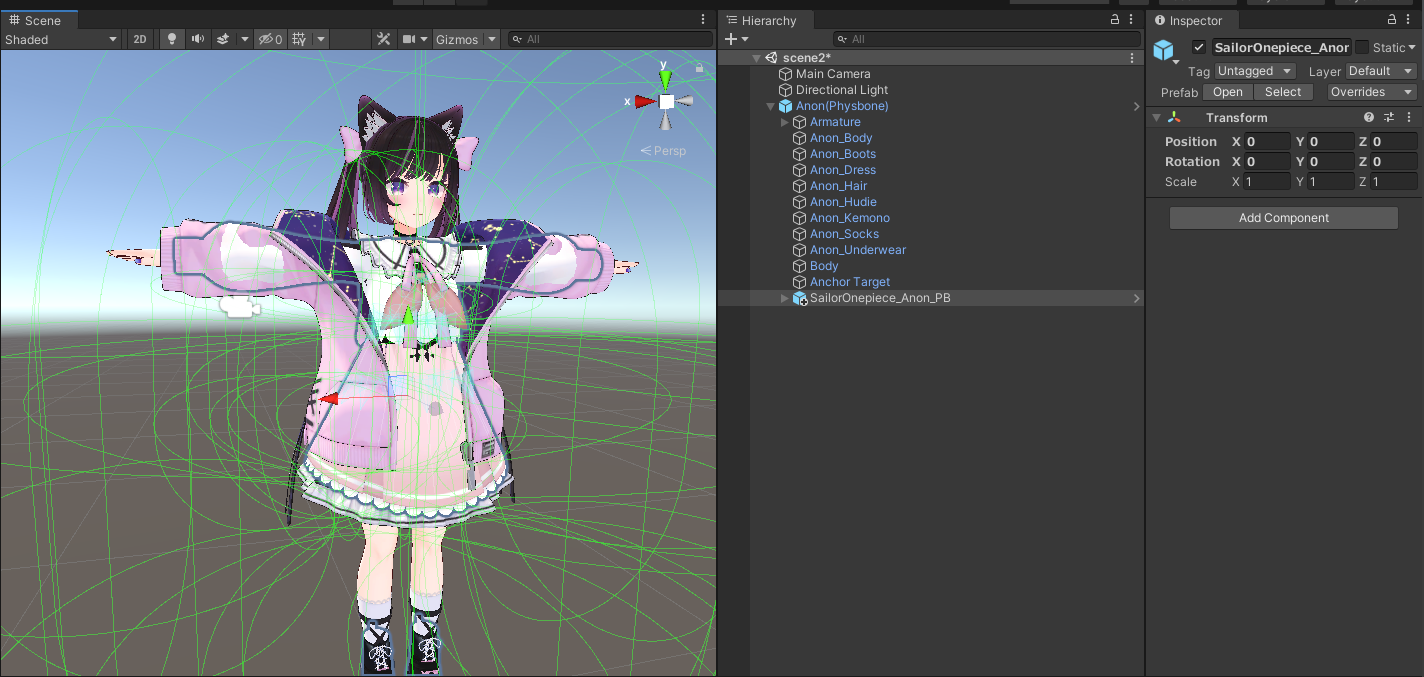 Scene
Shaded
2D
0
Gizmos
All
y
x
Persp
Hierarchy
All
scene2*
Main Camera
Directional Light
Anon(Physbone)
Armature
Anon_Body
Anon_Boots
Anon_Dress
Anon_Hair
Anon_Hudie
Anon_Kemono
Anon_Socks
Anon_Underwear
Body
Anchor Target
SailorOnepiece_Anon_PB
Inspector
SailorOnepiece_Anor
Static
Tag Untagged Layer Default
Prefab Open Select Overrides
Transform
Position X 0 Y 0 Z 0
Rotation X 0 Y 0 Z 0
Scale X 1 Y 1 Z 1
Add Component